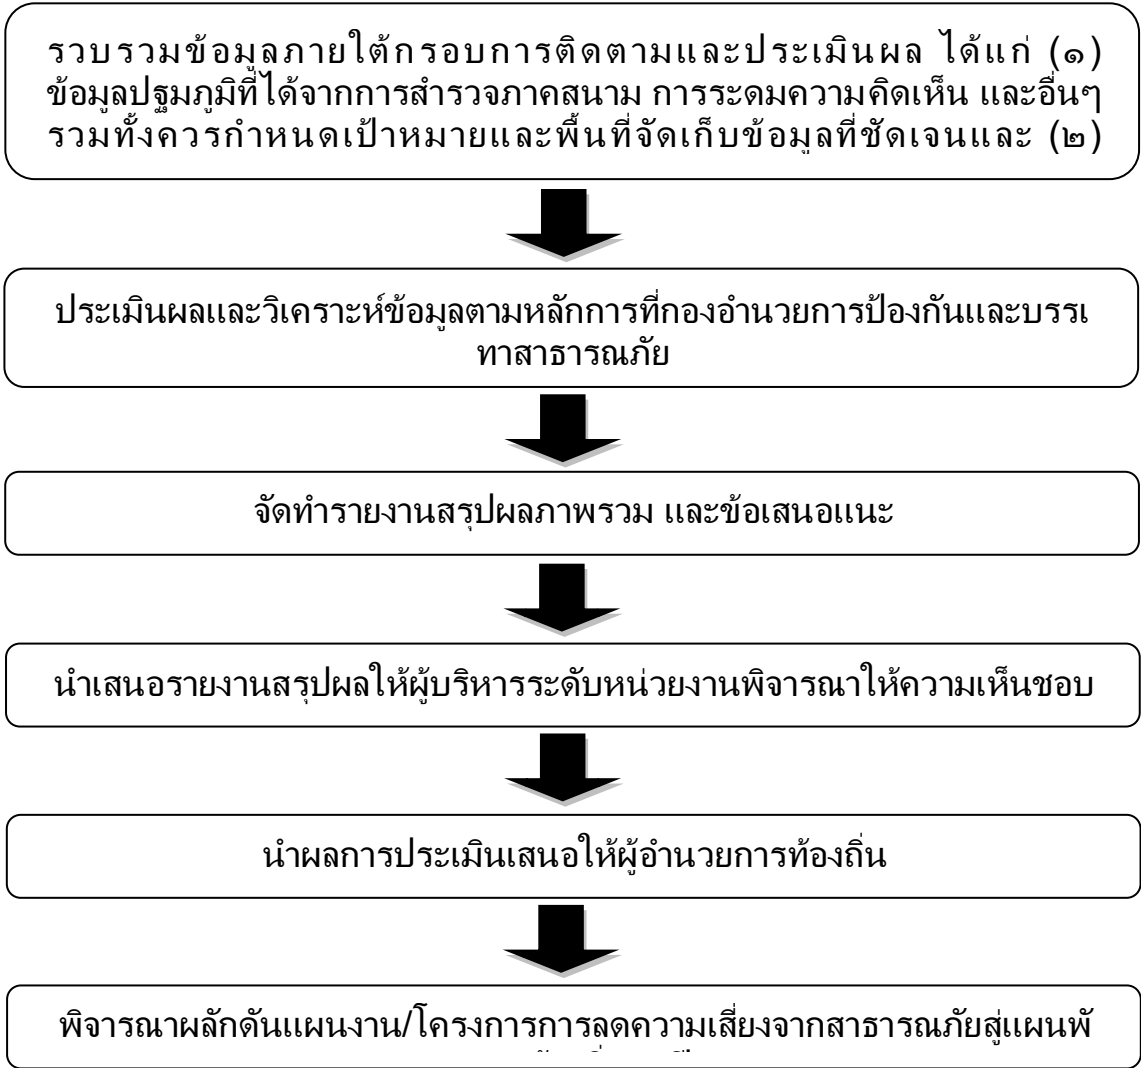 รวบรวมข้อมูลภายใต้กรอบการติดตามและประเมินผล ได้แก่ (๑)
ข้อมูลปฐมภูมิที่ได้จากการสำรวจภาคสนาม การระดมความคิดเห็น และอื่นๆ
รวมทั้งควรกำหนดเป้าหมายและพื้นที่จัดเก็บข้อมูลที่ชัดเจนและ (๒)
ประเมินผลและวิเคราะห์ข้อมูลตามหลักการที่กองอำนวยการป้องกันและบรรเ
ทาสาธารณภัย
จัดทำรายงานสรุปผลภาพรวม และข้อเสนอแนะ
นำเสนอรายงานสรุปผลให้ผู้บริหารระดับหน่วยงานพิจารณาให้ความเห็นชอบ
นำผลการประเมินเสนอให้ผู้อำนวยการท้องถิ่น
พิจารณาผลักดันแผนงาน/โครงการการลดความเสี่ยงจากสาธารณภัยสู่แผนพั